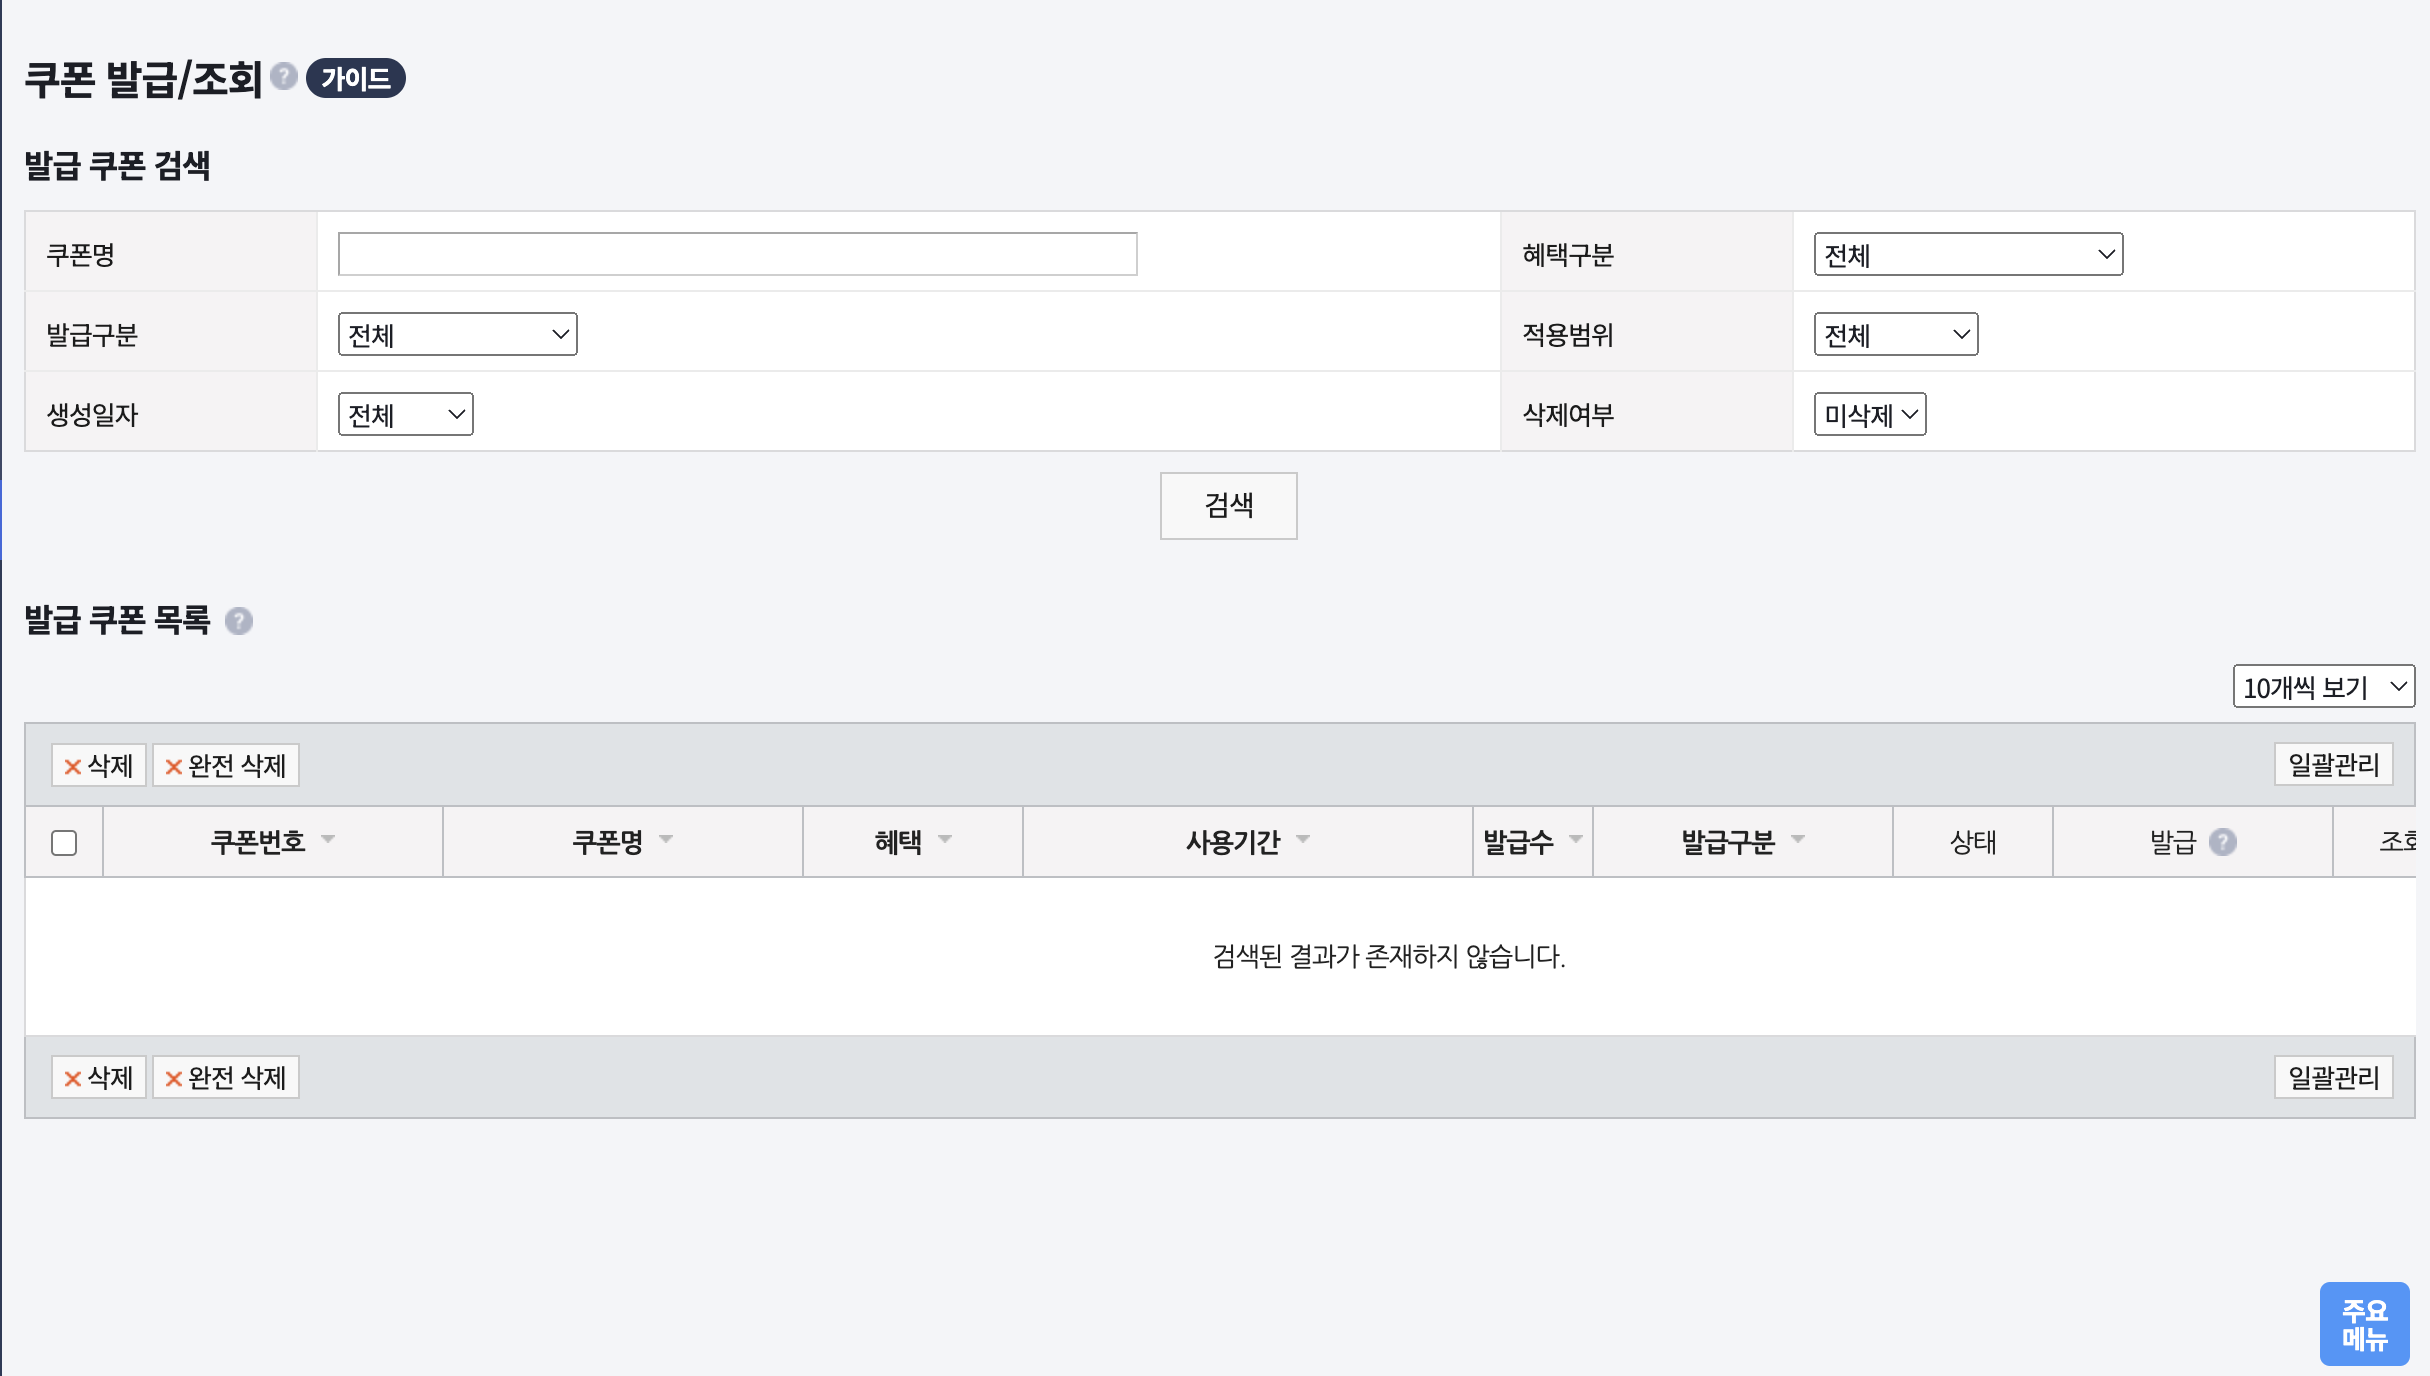 쿠폰 발급/조회 ? 가이드
발급 쿠폰 검색
쿠폰명 혜택구분 전체
발급구분 전체 적용범위 전체
생성일자 전체 삭제여부 미삭제
검색
발급 쿠폰 목록 ?
10개씩 보기
삭제 완전 삭제 일괄관리
쿠폰번호 쿠폰명 혜택 사용기간 발급수 발급구분 상태 발급 ? 조회
검색된 결과가 존재하지 않습니다.
삭제 완전 삭제 일괄관리
주요
메뉴